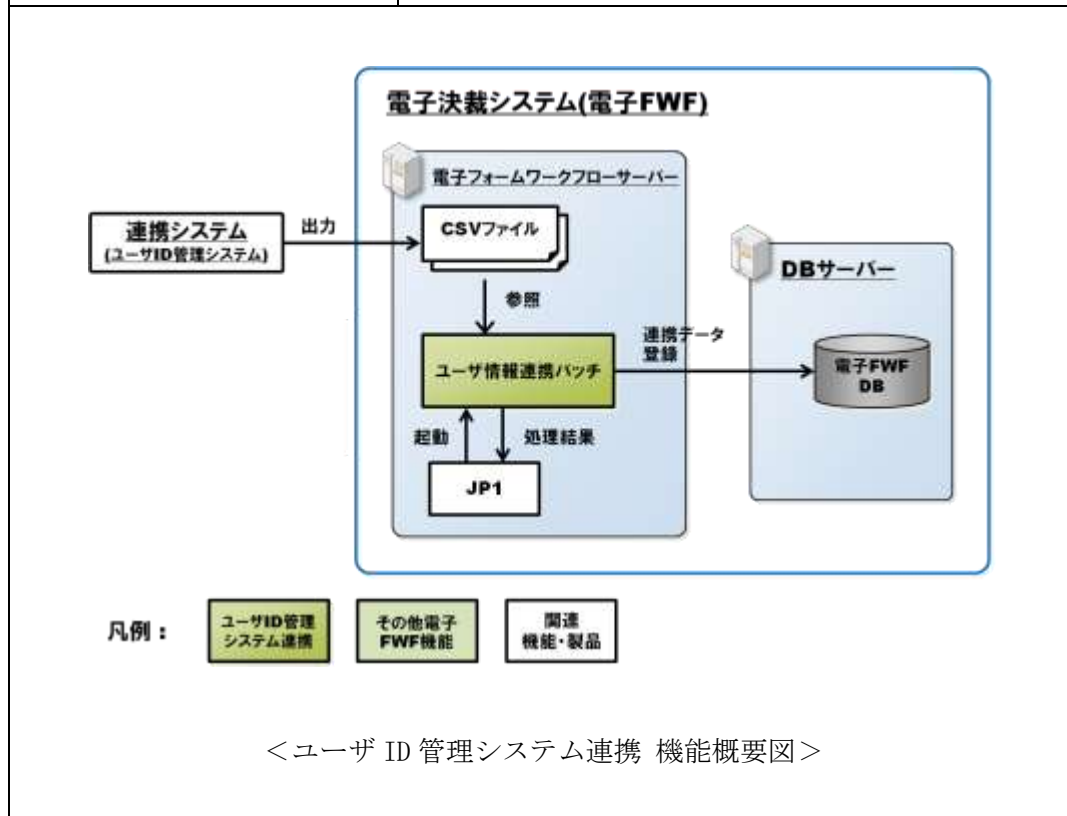 電子決裁システム(電子FWF)
電子フォームワークフローサーバー
連携システム
(ユーザID管理システム)
出力
CSVファイル
DBサーバー
参照
連携データ
登録
ユーザ情報連携バッチ
電子FWF
DB
起動
処理結果
JP1
凡例：
ユーザID管理
システム連携
その他電子
FWF機能
関連
機能・製品
＜ユーザ ID 管理システム連携 機能概要図＞